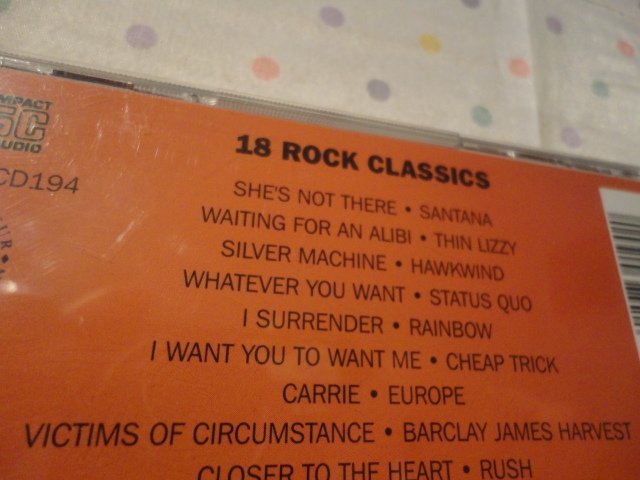 18 ROCK CLASSICS
CD194
SHE'S NOT THERE • SANTANA
WAITING FOR AN ALIBI • THIN LIZZY
SILVER MACHINE • HAWKWIND
WHATEVER YOU WANT • STATUS QUO
I SURRENDER • RAINBOW
I WANT YOU TO WANT ME • CHEAP TRICK
CARRIE • EUROPE
VICTIMS OF CIRCUMSTANCE • BARCLAY JAMES HARVEST
CLOSER TO THE HEART • RUSH